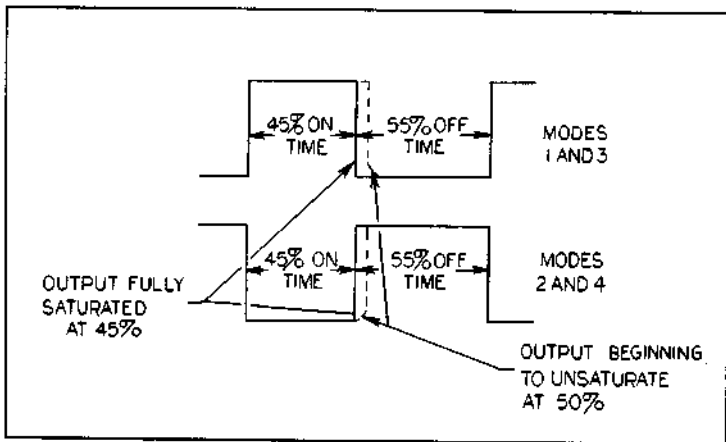 45% ON
TIME
55% OFF
TIME
MODES
1 AND 3
45% ON
TIME
55% OFF
TIME
MODES
2 AND 4
OUTPUT FULLY
SATURATED
AT 45%
OUTPUT BEGINNING
TO UNSATURATE
AT 50%